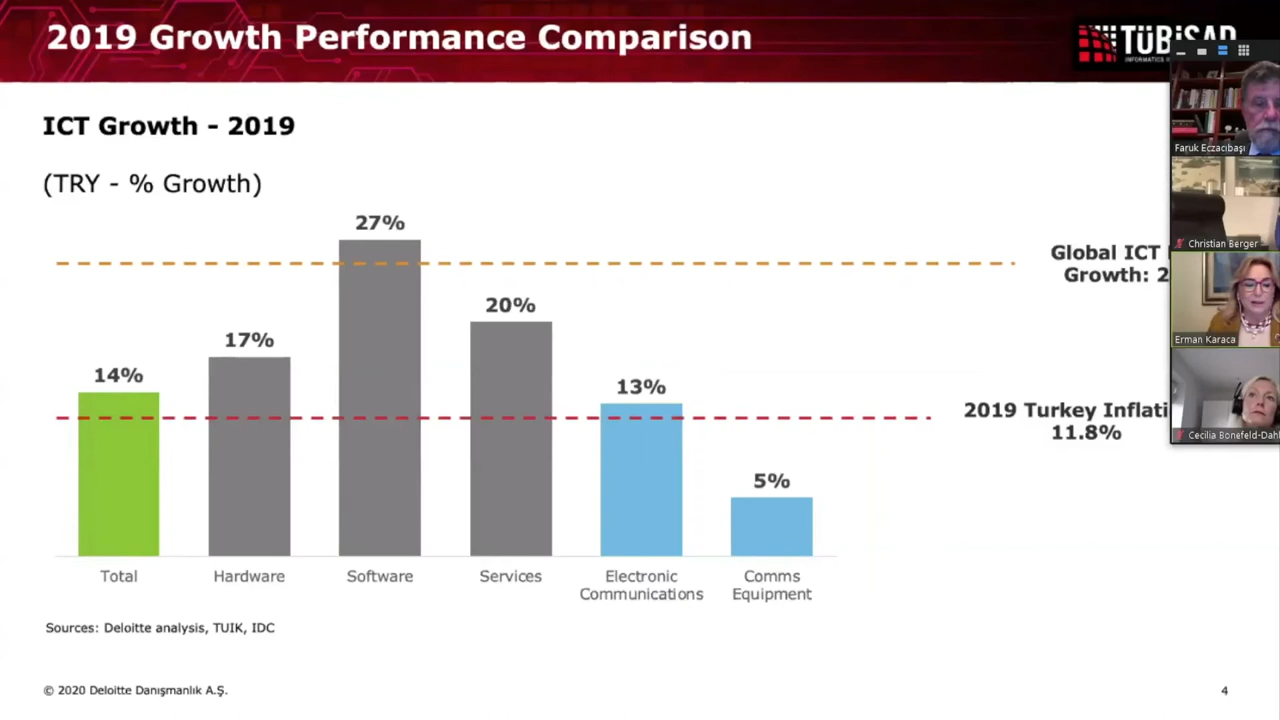 2019 Growth Performance Comparison
TÜBİSAD
ICT Growth - 2019
(TRY - % Growth)
27%
20%
17%
14%
13%
5%
Global ICT
Growth: 2
2019 Turkey Inflati
11.8%
Total
Hardware
Software
Services
Electronic
Communications
Comms
Equipment
Sources: Deloitte analysis, TUIK, IDC
© 2020 Deloitte Danışmanlık A.Ş.
4
Faruk Eczacıbaşı
Christian Berger
Erman Karaca
Cecilia Bonefeld-Dahl